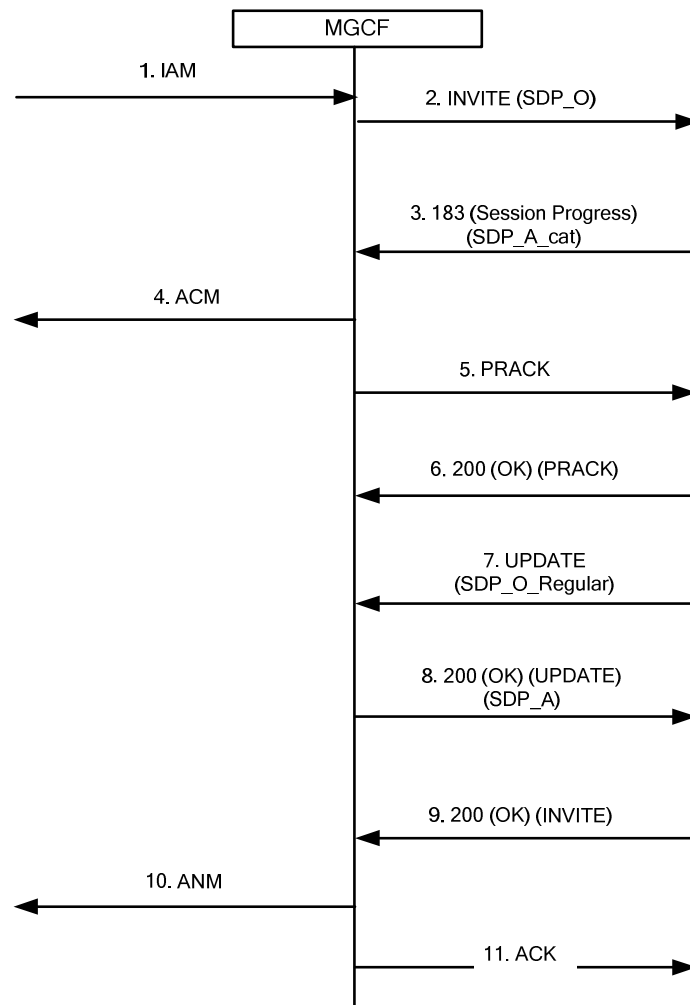 MGCF
1. IAM
2. INVITE (SDP_O)
3. 183 (Session Progress)
(SDP_A_cat)
4. ACM
5. PRACK
6. 200 (OK) (PRACK)
7. UPDATE
(SDP_O_Regular)
8. 200 (OK) (UPDATE)
(SDP_A)
9. 200 (OK) (INVITE)
10. ANM
11. ACK